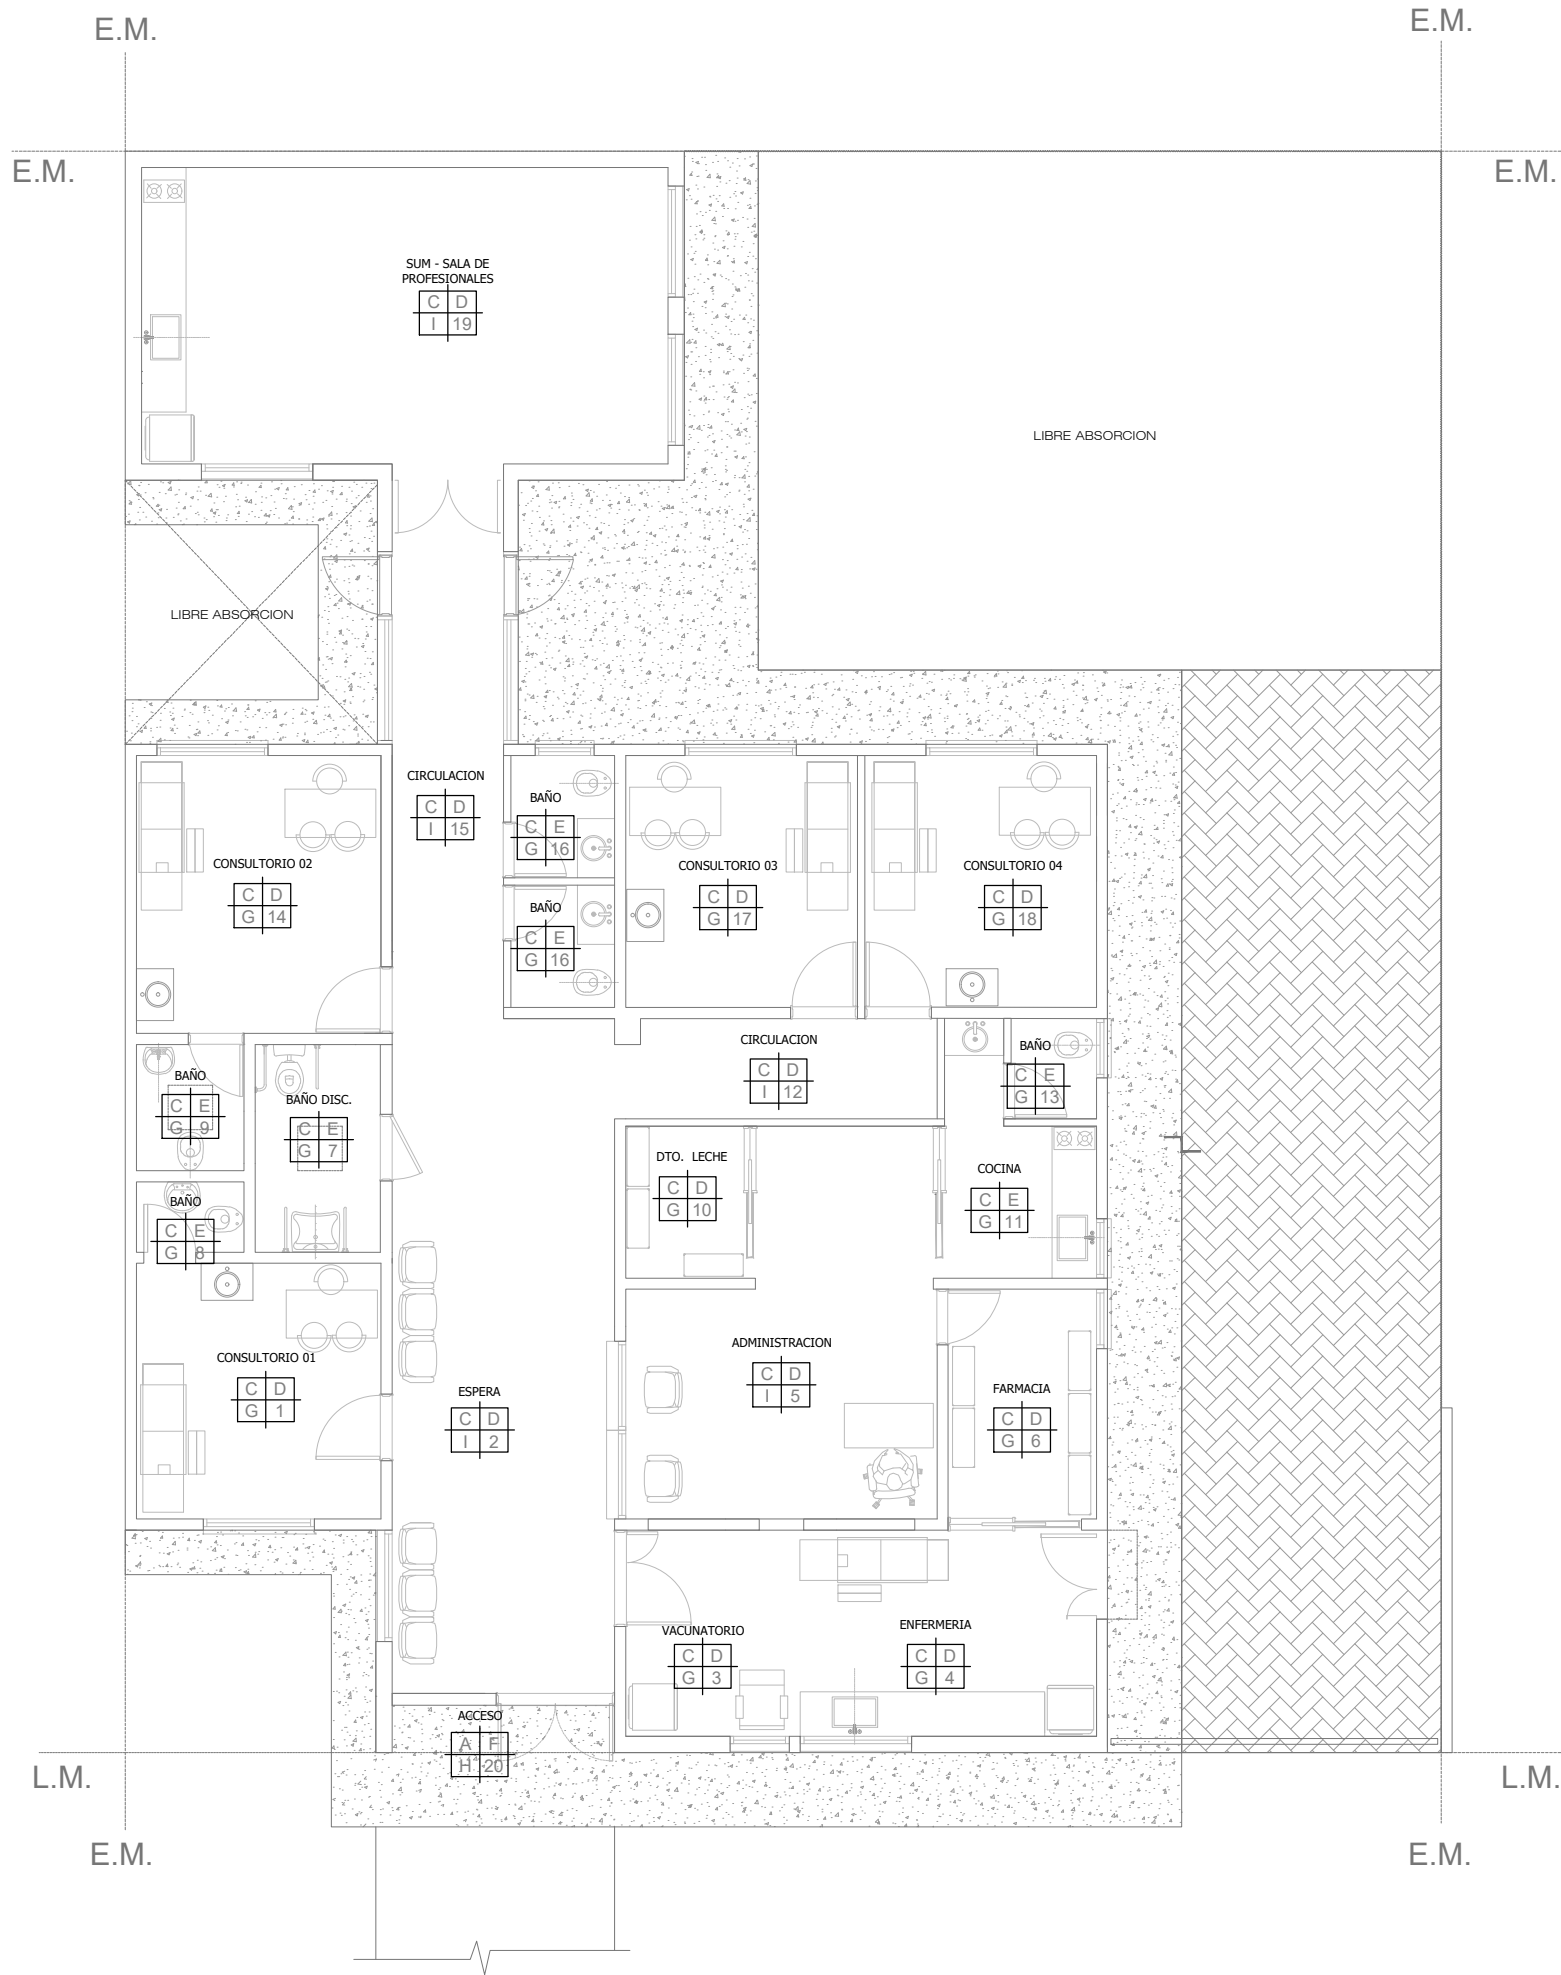 E.M.
E.M.
E.M.
E.M.
SUM - SALA DE
PROFESIONALES
C D
I 19
LIBRE ABSORCION
LIBRE ABSORCION
CIRCULACION
C D
I 15
BAÑO
C E
G 16
CONSULTORIO 02
C D
G 14
CONSULTORIO 03
C D
G 17
CONSULTORIO 04
C D
G 18
BAÑO
C E
G 16
CIRCULACION
C D
I 12
BAÑO
C E
G 13
BAÑO
C E
G 9
BAÑO DISC.
C E
G 7
DTO. LECHE
C D
G 10
COCINA
C E
G 11
BAÑO
C E
G 8
CONSULTORIO 01
C D
G 1
ESPERA
C D
I 2
ADMINISTRACION
C D
I 5
FARMACIA
C D
G 6
VACUNATORIO
C D
G 3
ENFERMERIA
C D
G 4
ACCESO
A F
H 20
L.M.
L.M.
E.M.
E.M.